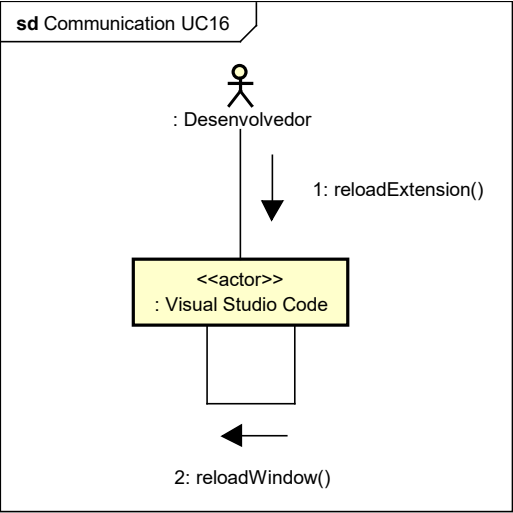 sd Communication UC16
: Desenvolvedor
1: reloadExtension()
<<actor>>
: Visual Studio Code
2: reloadWindow()